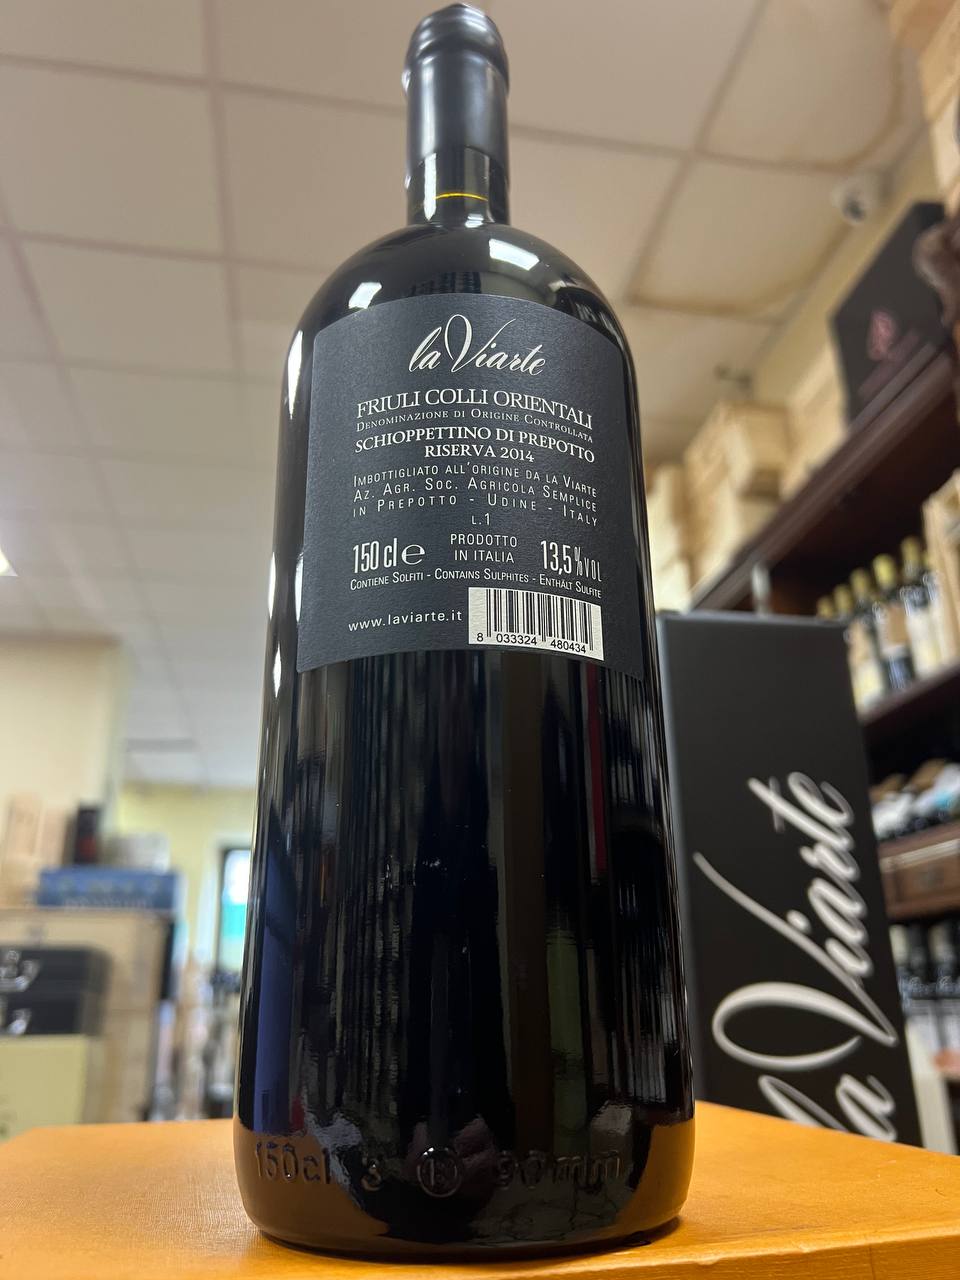 la Viarte
FRIULI COLLI ORIENTALI
DENOMINAZIONE DI ORIGINE CONTROLLATA
SCHIOPPETTINO DI PREPOTTO
RISERVA 2014
IMBOTTIGLIATO ALL'ORIGINE DA LA VIARTE
AZ. AGR. SOC. AGRICOLA SEMPLICE
IN PREPOTTO - UDINE - ITALY
L.1
150 cl e PRODOTTO IN ITALIA 13,5%VOL
CONTIENE SOLFITI - CONTAINS SULPHITES - ENTHÄLT SULFITE
www.laviarte.it
8 033324 480434
la Viarte
150cl 3